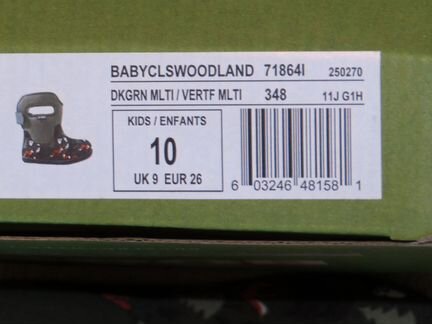 BABYCLSWOODLAND 71864I 250270
DKGRN MLTI / VERTF MLTI 348 11J G1H
KIDS / ENFANTS
10
UK 9 EUR 26
6 03246 48158 1